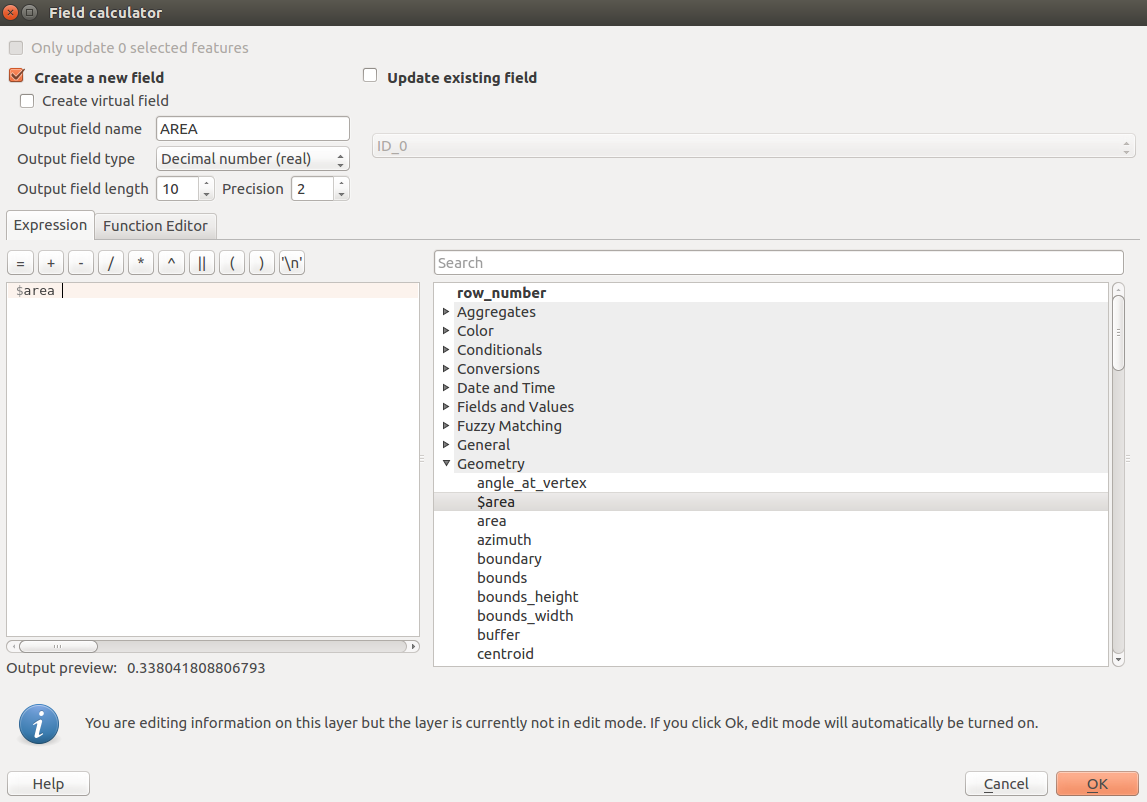 Field calculator
Only update 0 selected features
Create a new field
Update existing field
Create virtual field
Output field name AREA
ID_0
Output field type Decimal number (real)
Output field length 10 Precision 2
Expression Function Editor
= + - / * ^ || ( ) '\n'
Search
$area
row_number
Aggregates
Color
Conditionals
Conversions
Date and Time
Fields and Values
Fuzzy Matching
General
Geometry
angle_at_vertex
$area
area
azimuth
boundary
bounds
bounds_height
bounds_width
buffer
centroid
Output preview: 0.338041808806793
You are editing information on this layer but the layer is currently not in edit mode. If you click Ok, edit mode will automatically be turned on.
Help Cancel OK